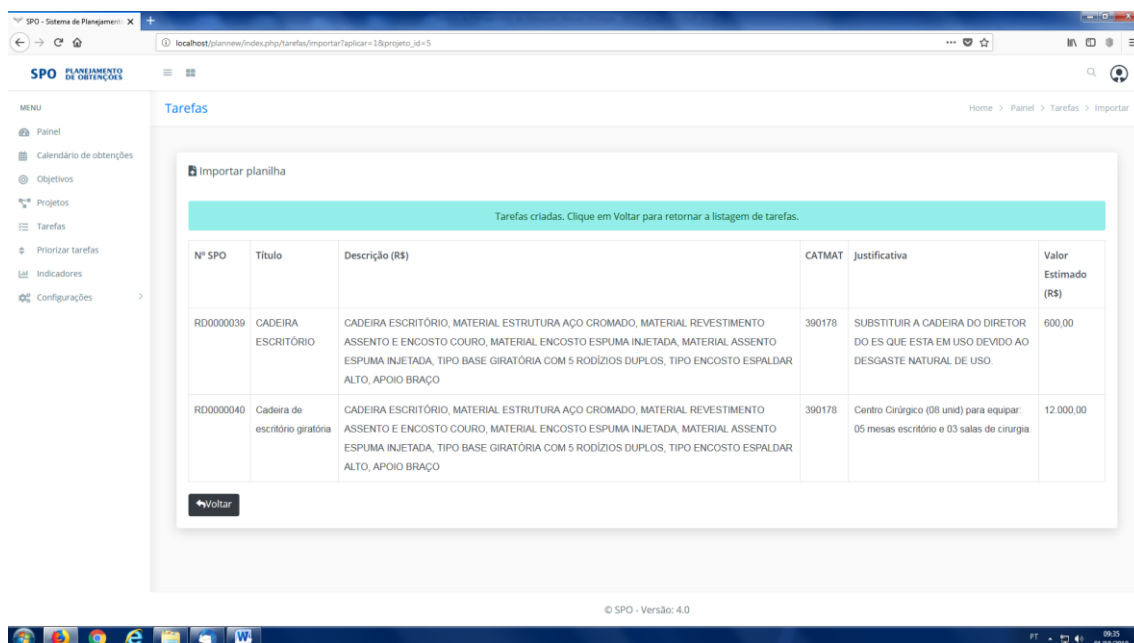 SPO - Sistema de Planejamento
localhost/plannew/index.php/tarefas/importar?aplicar=1&projeto_id=5
SPO PLANEJAMENTO
DE OBTENÇÕES
MENU
Painel
Calendário de obtenções
Objetivos
Projetos
Tarefas
Priorizar tarefas
Indicadores
Configurações
Tarefas
Home > Painel > Tarefas > Importar
Importar planilha
Tarefas criadas. Clique em Voltar para retornar a listagem de tarefas.
Nº SPO Título Descrição (R$) CATMAT Justificativa Valor
Estimado
(R$)
RD0000039 CADEIRA CADEIRA ESCRITÓRIO, MATERIAL ESTRUTURA AÇO CROMADO, MATERIAL REVESTIMENTO 390178 SUBSTITUIR A CADEIRA DO DIRETOR 600,00
ESCRITÓRIO ASSENTO E ENCOSTO COURO, MATERIAL ENCOSTO ESPUMA INJETADA, MATERIAL ASSENTO DO ES QUE ESTA EM USO DEVIDO AO
ESPUMA INJETADA, TIPO BASE GIRATÓRIA COM 5 RODÍZIOS DUPLOS, TIPO ENCOSTO ESPALDAR DESGASTE NATURAL DE USO.
ALTO, APOIO BRAÇO
RD0000040 Cadeira de CADEIRA ESCRITÓRIO, MATERIAL ESTRUTURA AÇO CROMADO, MATERIAL REVESTIMENTO 390178 Centro Cirúrgico (08 unid) para equipar: 12.000,00
escritório giratória ASSENTO E ENCOSTO COURO, MATERIAL ENCOSTO ESPUMA INJETADA, MATERIAL ASSENTO 05 mesas escritório e 03 salas de cirurgia.
ESPUMA INJETADA, TIPO BASE GIRATÓRIA COM 5 RODÍZIOS DUPLOS, TIPO ENCOSTO ESPALDAR
ALTO, APOIO BRAÇO
Voltar
© SPO - Versão: 4.0
PT 09:35